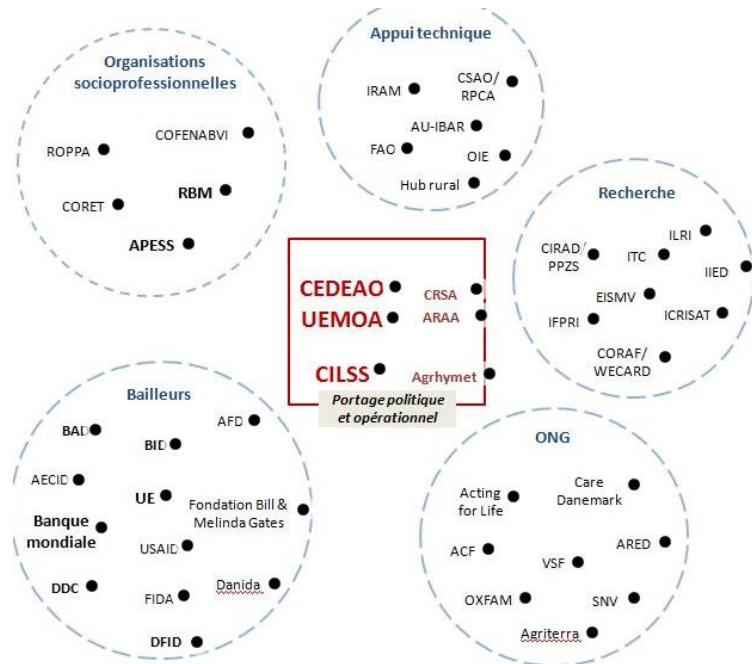 Organisations
socioprofessionnelles
COFENABVI
ROPPA
RBM
CORET
APESS
Appui technique
IRAM
CSAO/
RPCA
AU-IBAR
FAO
OIE
Hub rural
Recherche
ILRI
CIRAD/
PPZS
ITC
IIED
EISMV
IFPRI
ICRISAT
CORAF/
WECARD
CEDEAO
CRSA
UEMOA
ARAA
CILSS
Agrhymet
Portage politique
et opérationnel
Bailleurs
BAD
BID
AFD
AECID
UE
Fondation Bill &
Melinda Gates
Banque
mondiale
USAID
DDC
FIDA
Danida
DFID
ONG
Acting
for Life
Care
Danemark
ACF
VSF
ARED
OXFAM
SNV
Agriterra